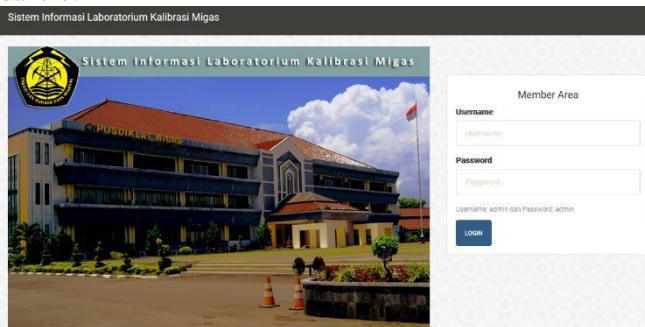 Sistem Informasi Laboratorium Kalibrasi Migas
Sistem Informasi Laboratorium Kalibrasi Migas
PUSDIKLAT MIGAS
Member Area
Username
Username
Password
Password
Username: admin dan Password: admin
LOGIN